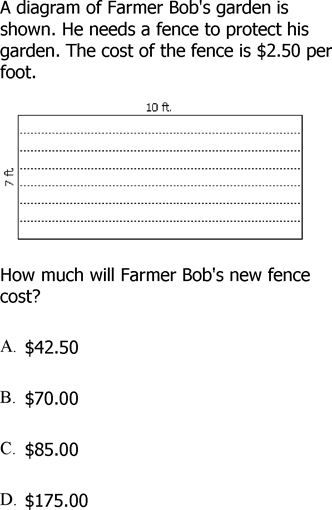 A diagram of Farmer Bob's garden is
shown. He needs a fence to protect his
garden. The cost of the fence is $2.50 per
foot.
10 ft.
7 ft.
How much will Farmer Bob's new fence
cost?
A. $42.50
B. $70.00
C. $85.00
D. $175.00